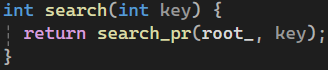 int search(int key) {
  return search_pr(root_, key);
}